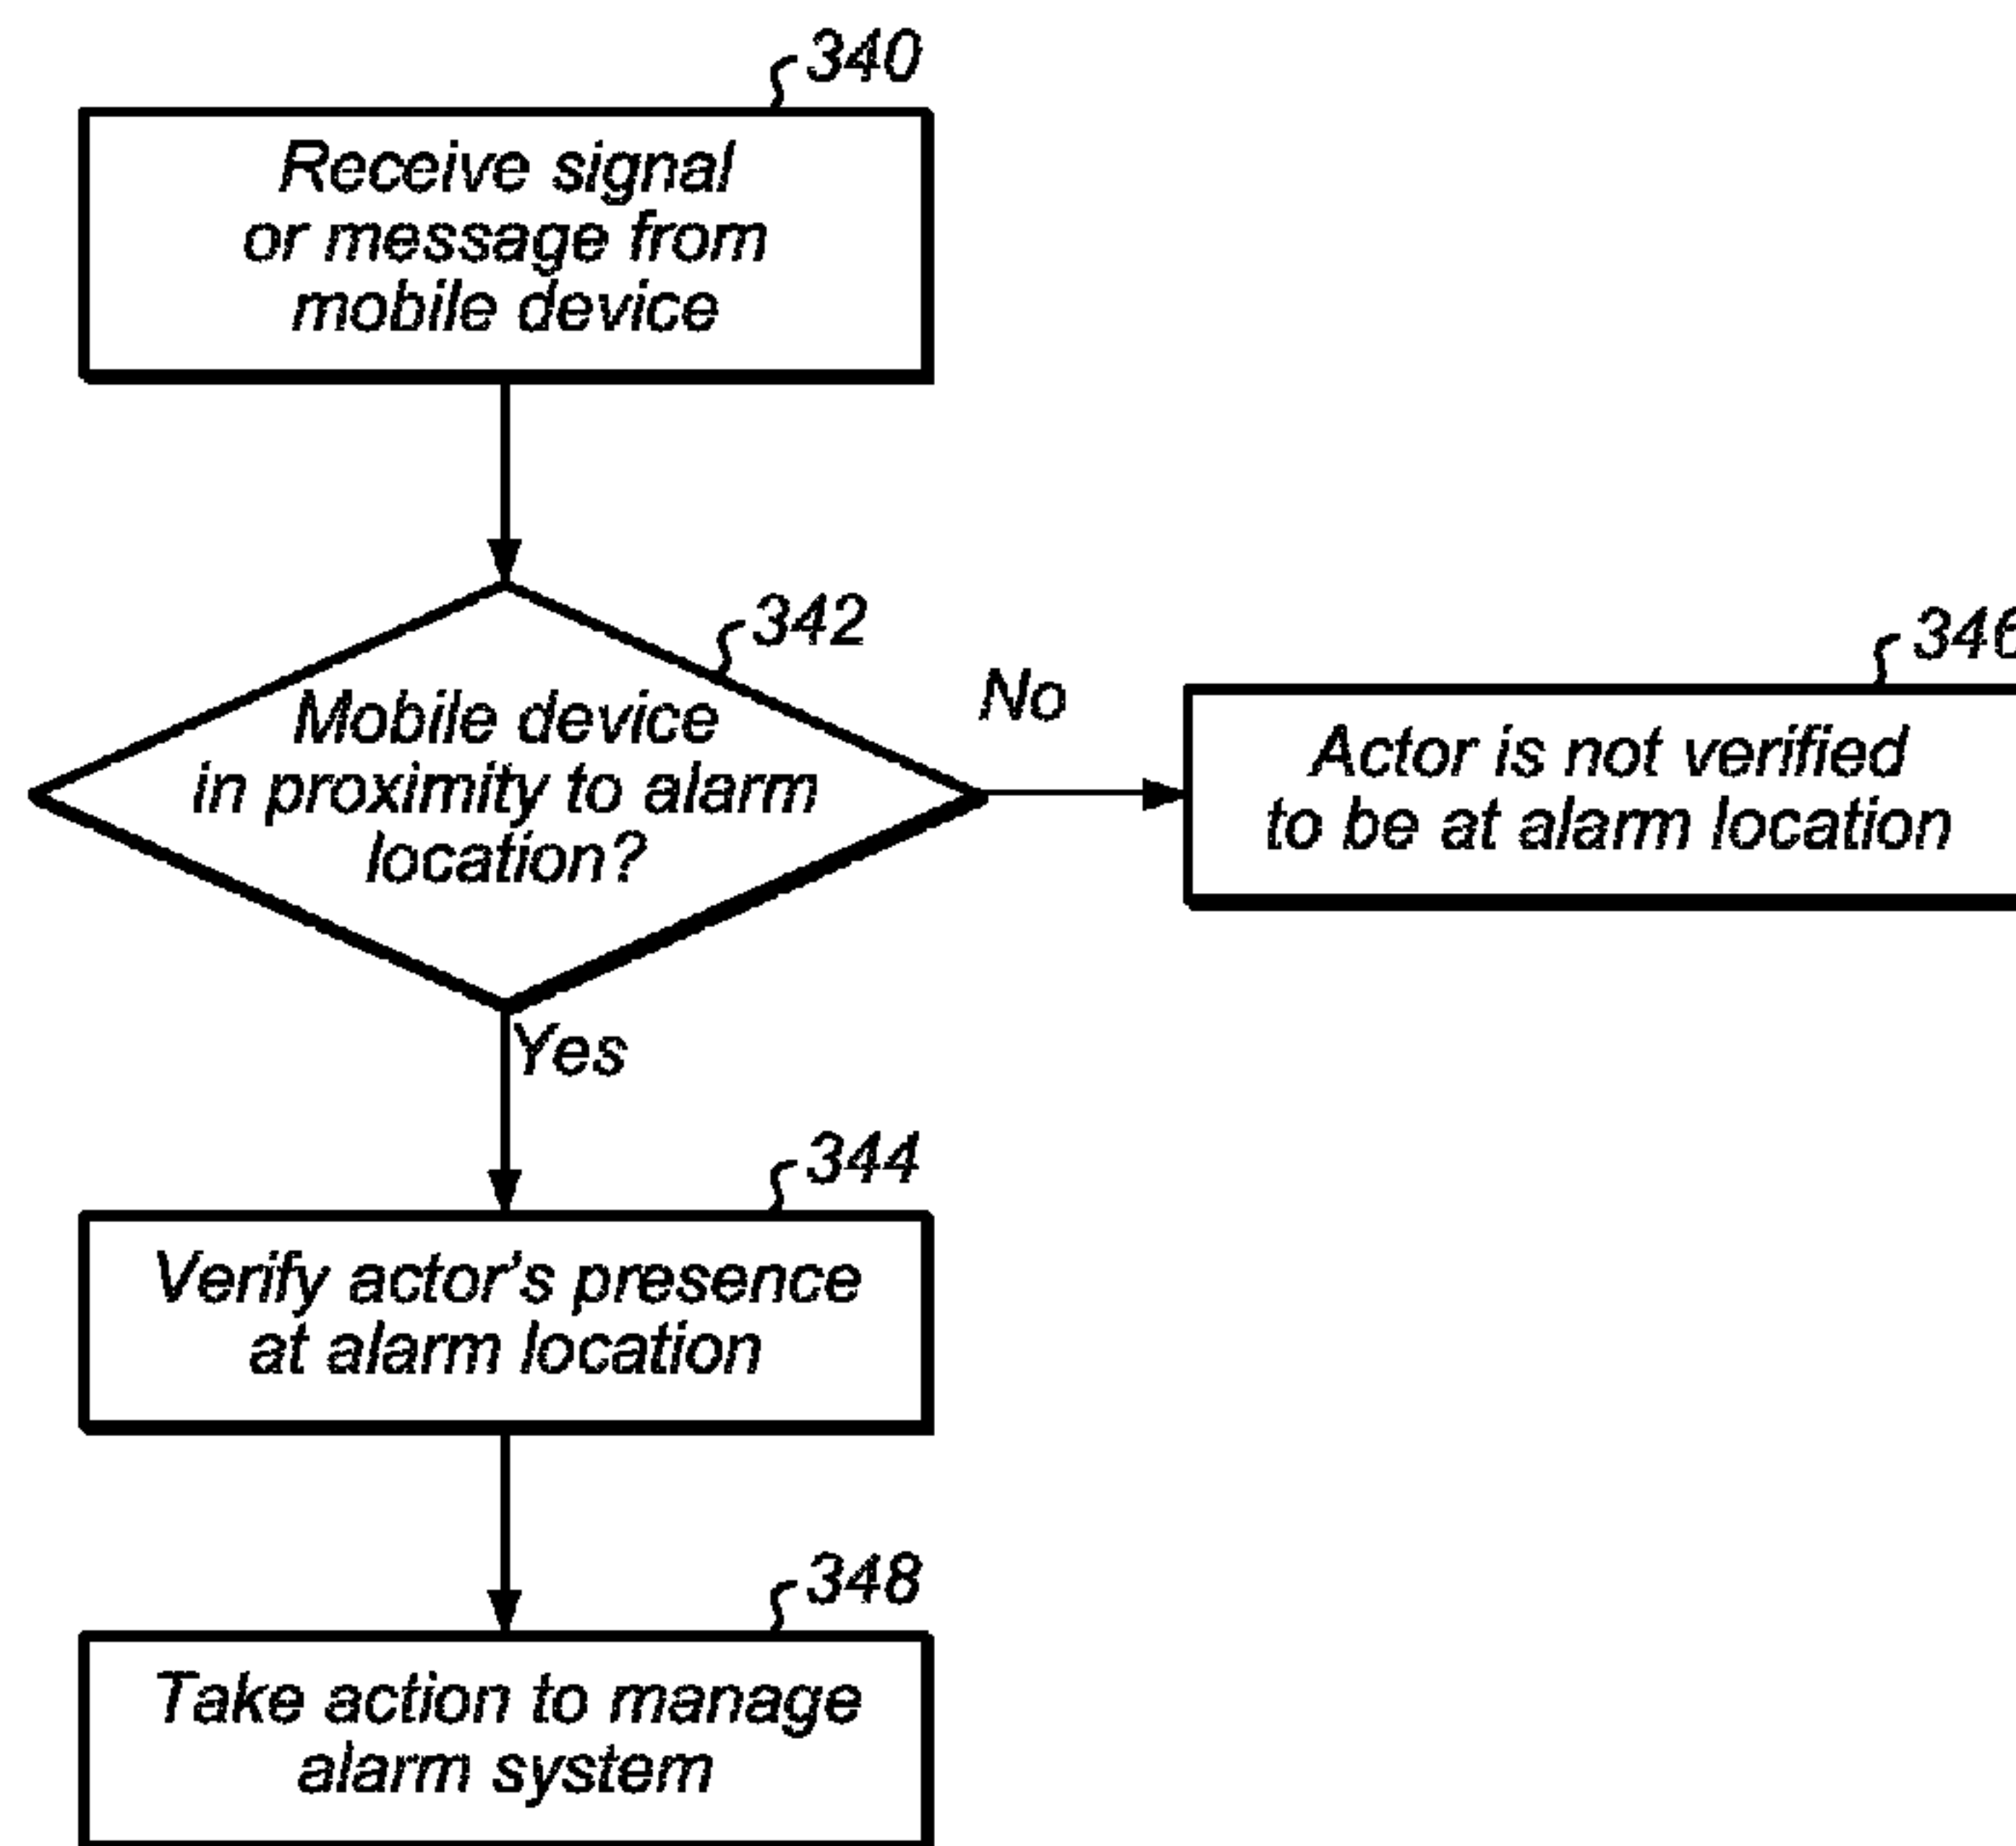 340
Receive signal
or message from
mobile device
342
Mobile device
in proximity to alarm
location?
No
346
Actor is not verified
to be at alarm location
Yes
344
Verify actor's presence
at alarm location
348
Take action to manage
alarm system